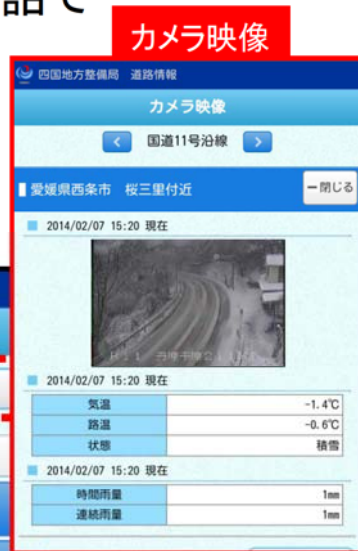 話で
カメラ映像
四国地方整備局 道路情報
カメラ映像
< 国道11号沿線 >
愛媛県西条市 桜三里付近
ー閉じる
2014/02/07 15:20 現在
R11
2014/02/07 15:20 現在
気温 -1.4℃
路温 -0.6℃
状態 積雪
2014/02/07 15:20 現在
時間雨量 1mm
連続雨量 1mm